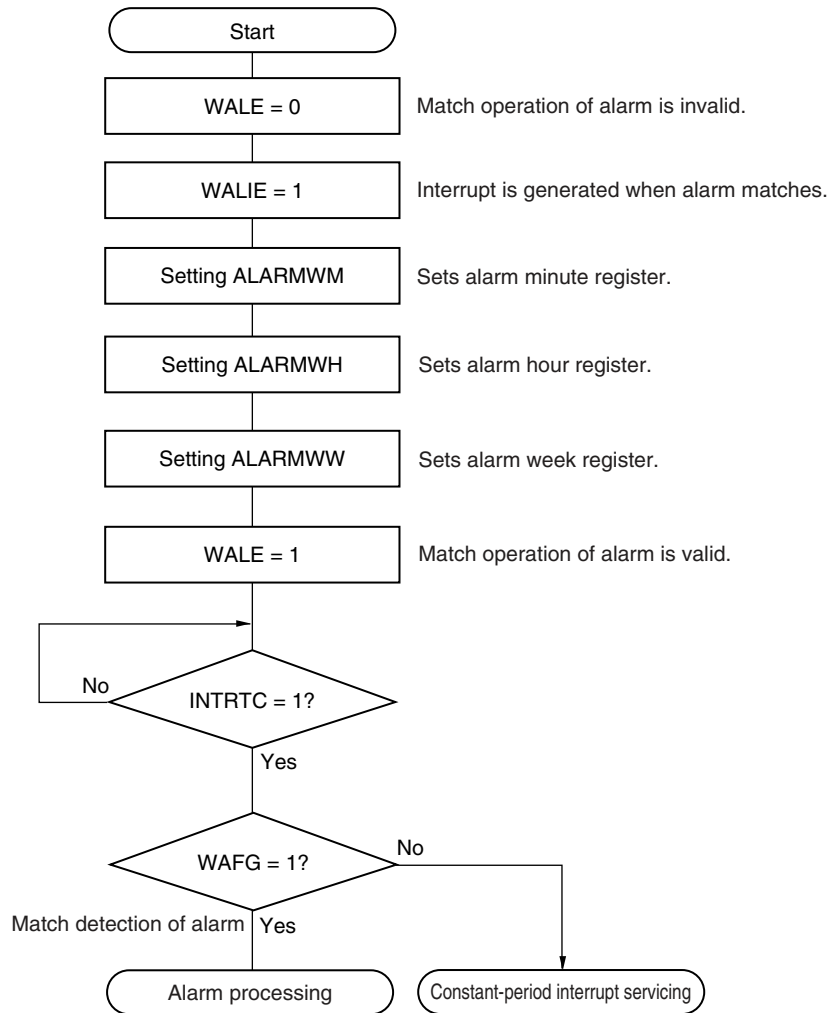 Start
WALE = 0
Match operation of alarm is invalid.
WALIE = 1
Interrupt is generated when alarm matches.
Setting ALARMWM
Sets alarm minute register.
Setting ALARMWH
Sets alarm hour register.
Setting ALARMWW
Sets alarm week register.
WALE = 1
Match operation of alarm is valid.
No
INTRTC = 1?
Yes
WAFG = 1?
No
Match detection of alarm
Yes
Alarm processing
Constant-period interrupt servicing